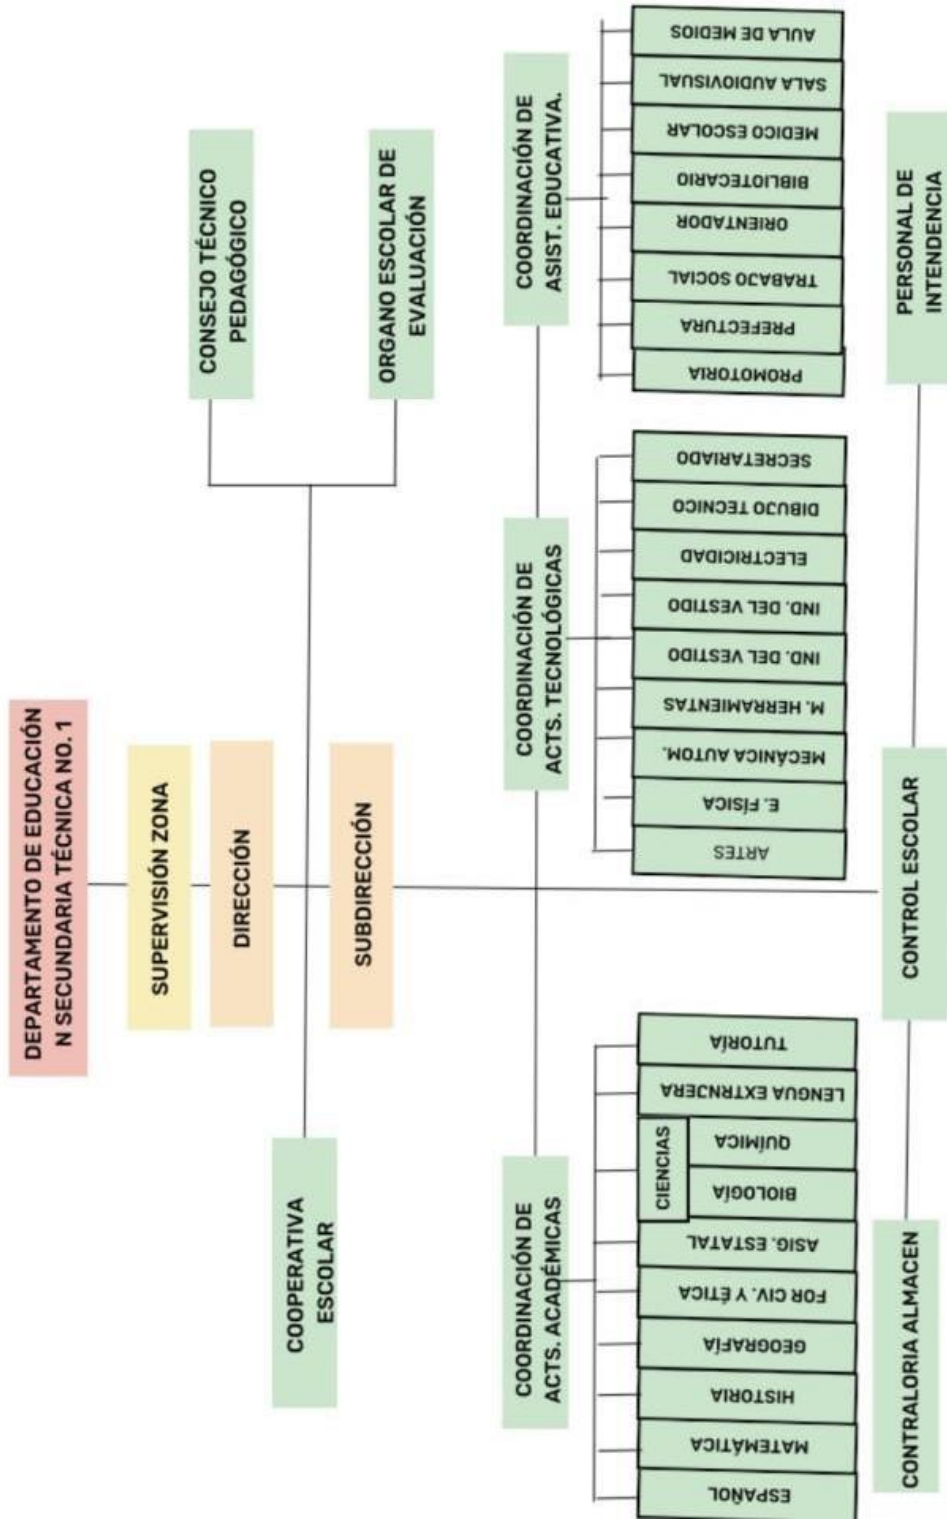 DEPARTAMENTO DE EDUCACIÓN
N SECUNDARIA TÉCNICA NO. 1
SUPERVISIÓN ZONA
DIRECCIÓN
CONSEJO TÉCNICO
PEDAGÓGICO
COOPERATIVA
ESCOLAR
ORGANO ESCOLAR DE
EVALUACIÓN
SUBDIRECCIÓN
COORDINACIÓN DE
ACTS. ACADÉMICAS
COORDINACIÓN DE
ACTS. TECNOLÓGICAS
COORDINACIÓN DE
ASIST. EDUCATIVA.
ESPAÑOL
MATEMÁTICA
HISTORIA
GEOGRAFÍA
FOR CIV. Y ÉTICA
ASIG. ESTATAL
CIENCIAS
BIOLOGÍA
QUÍMICA
LENGUA EXTRNJERA
TUTORÍA
ARTES
E. FÍSICA
MECÁNICA AUTOM.
M. HERRAMIENTAS
IND. DEL VESTIDO
IND. DEL VESTIDO
ELECTRICIDAD
DIBUJO TECNICO
SECRETARIADO
PROMOTORIA
PREFECTURA
TRABAJO SOCIAL
ORIENTADOR
BIBLIOTECARIO
MEDICO ESCOLAR
SALA AUDIOVISUAL
AULA DE MEDIOS
CONTRALORIA ALMACEN
CONTROL ESCOLAR
PERSONAL DE
INTENDENCIA